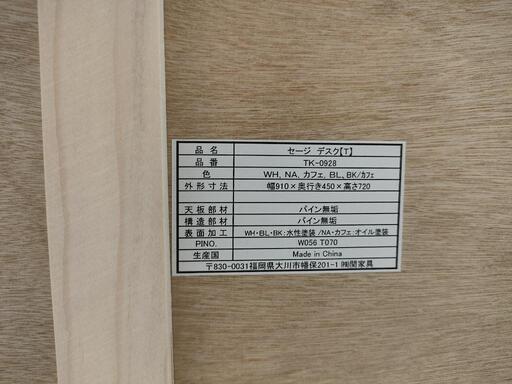 品名 セージ デスク【T】
品番 TK-0928
色 WH, NA, カフェ, BL, BK/カフェ
外形寸法 幅910×奥行き450×高さ720
天板部材 パイン無垢
構造部材 パイン無垢
表面加工 WH・BL・BK:水性塗装/NA・カフェ:オイル塗装
PINO. W056 T070
生産国 Made in China
〒830-0031福岡県大川市幡保201-1 ㈱関家具